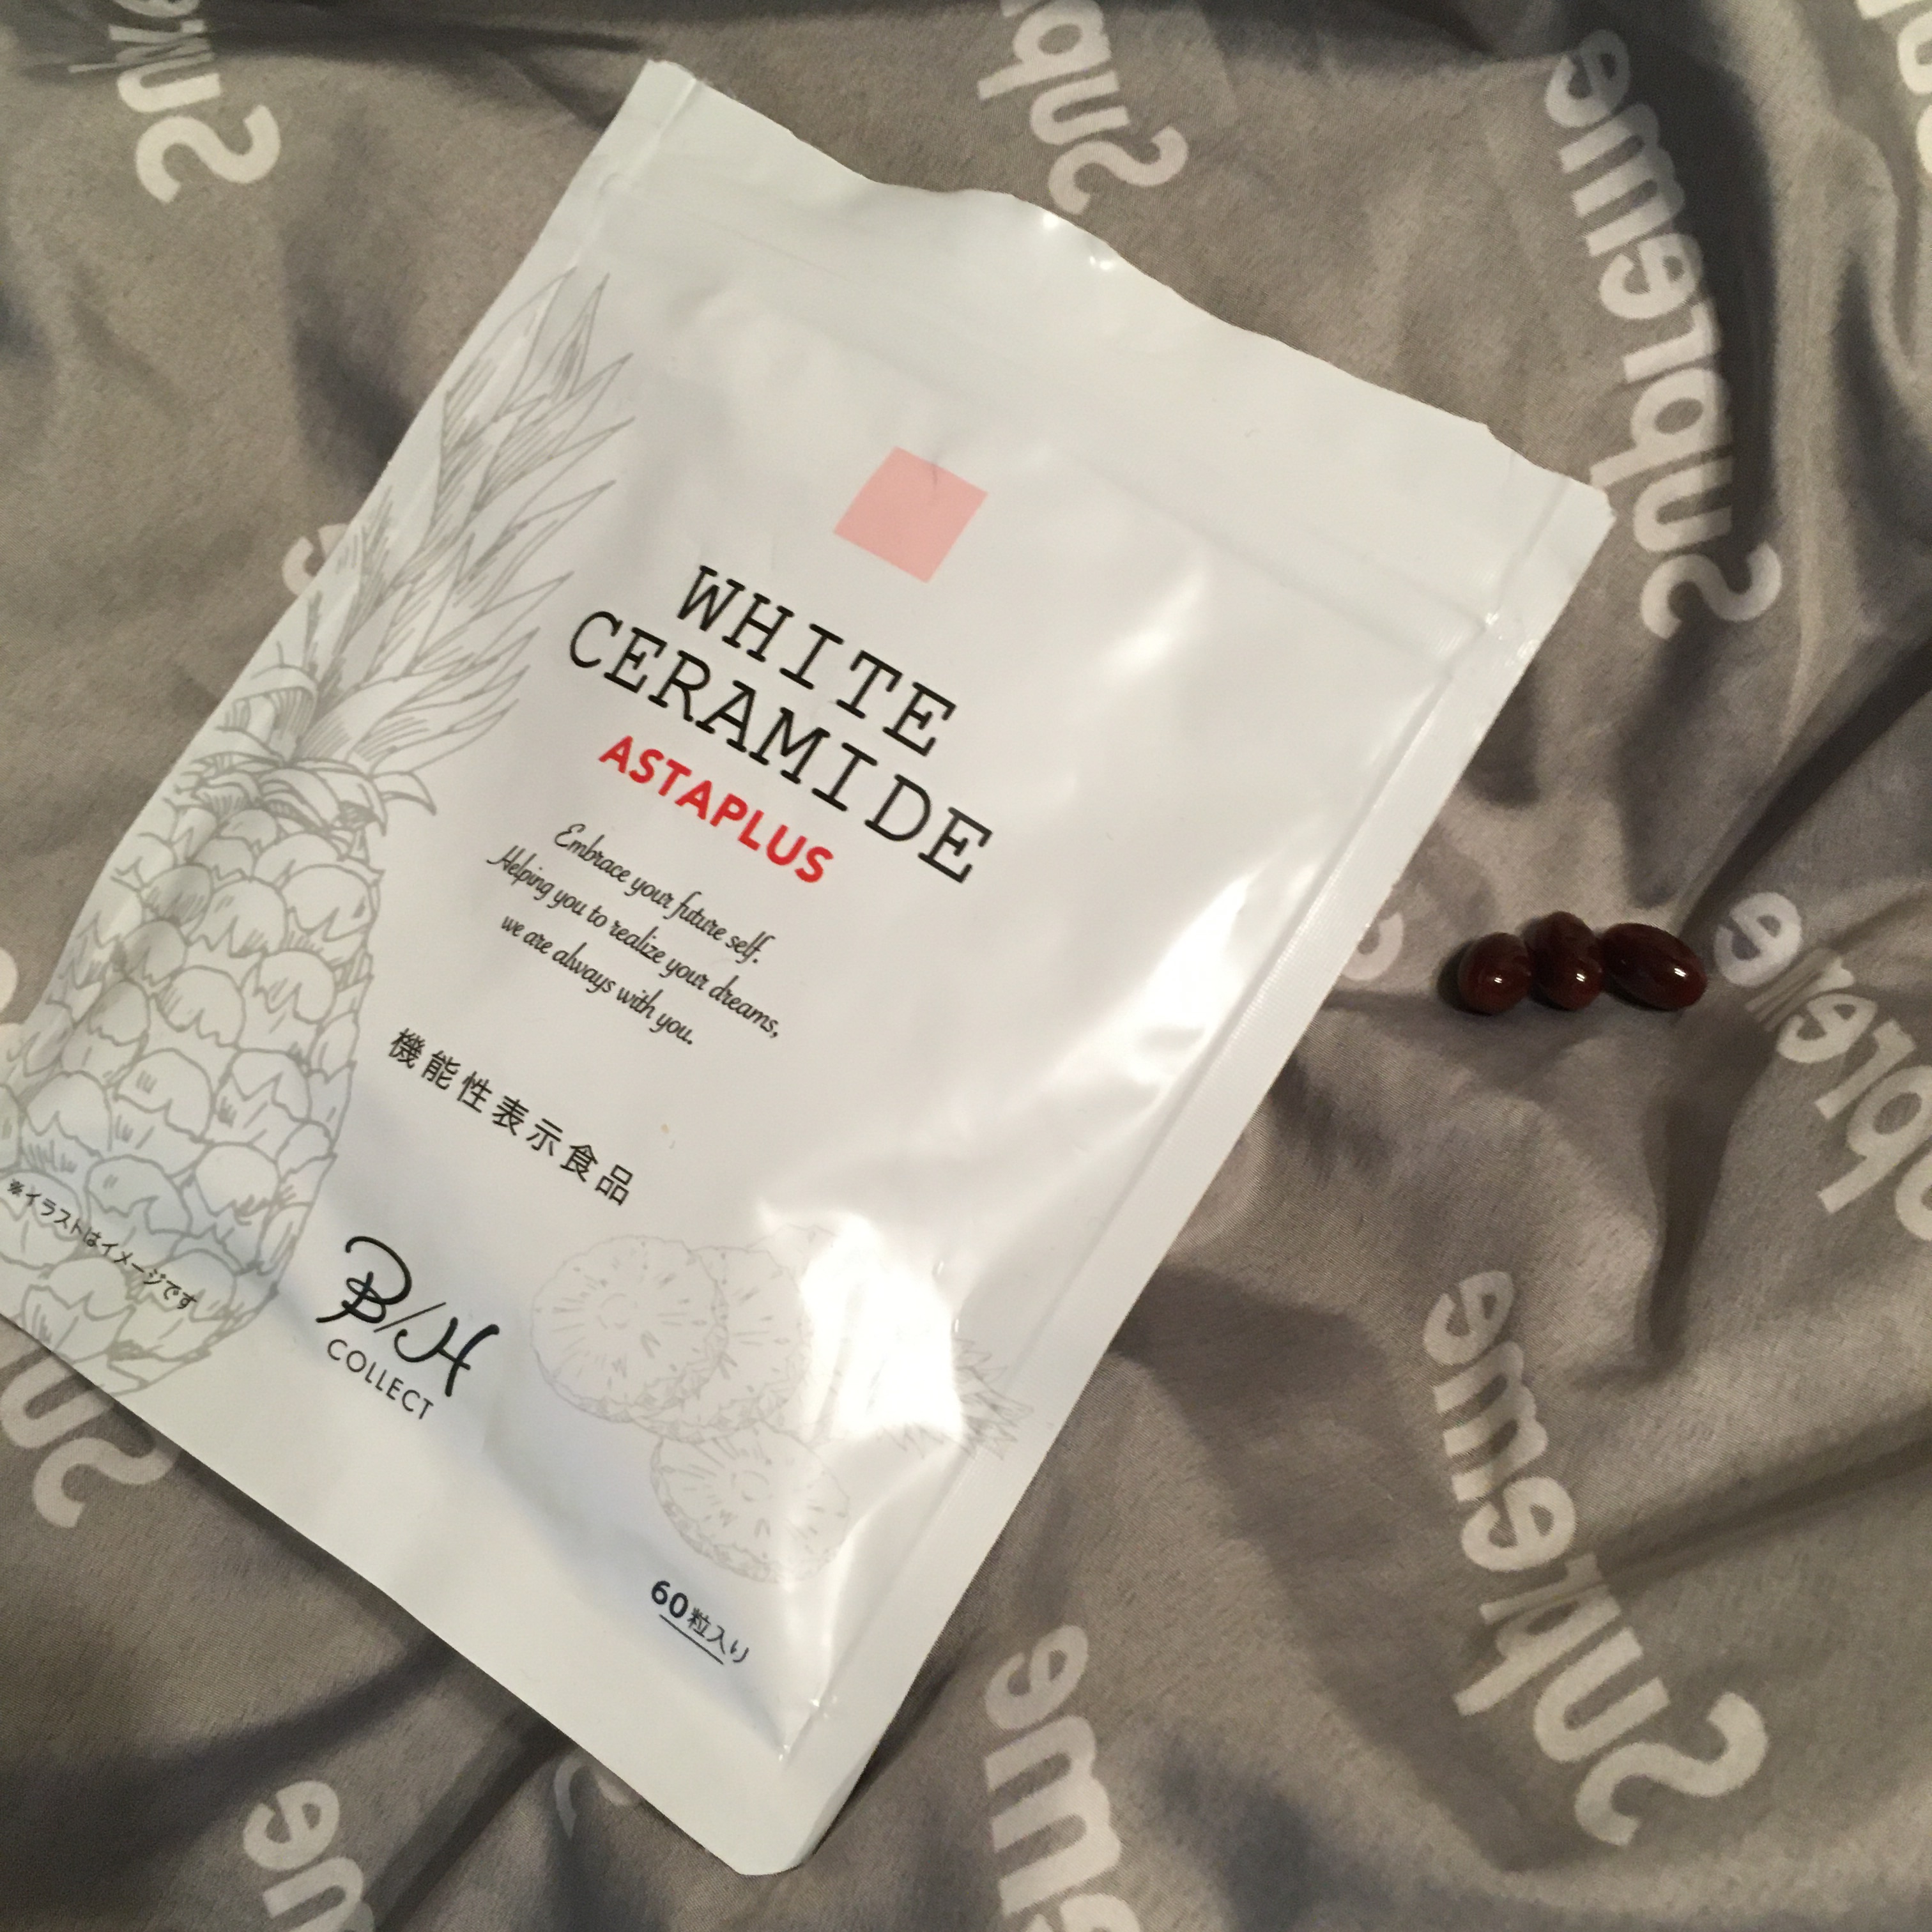 WHITE
CERAMIDE
ASTAPLUS
Embrace your future self.
Helping you to realize your dreams,
we are always with you.
機能性表示食品
※イラストはイメージです
B/H
COLLECT
60粒入り
Supreme
Supreme
Supreme
Supreme